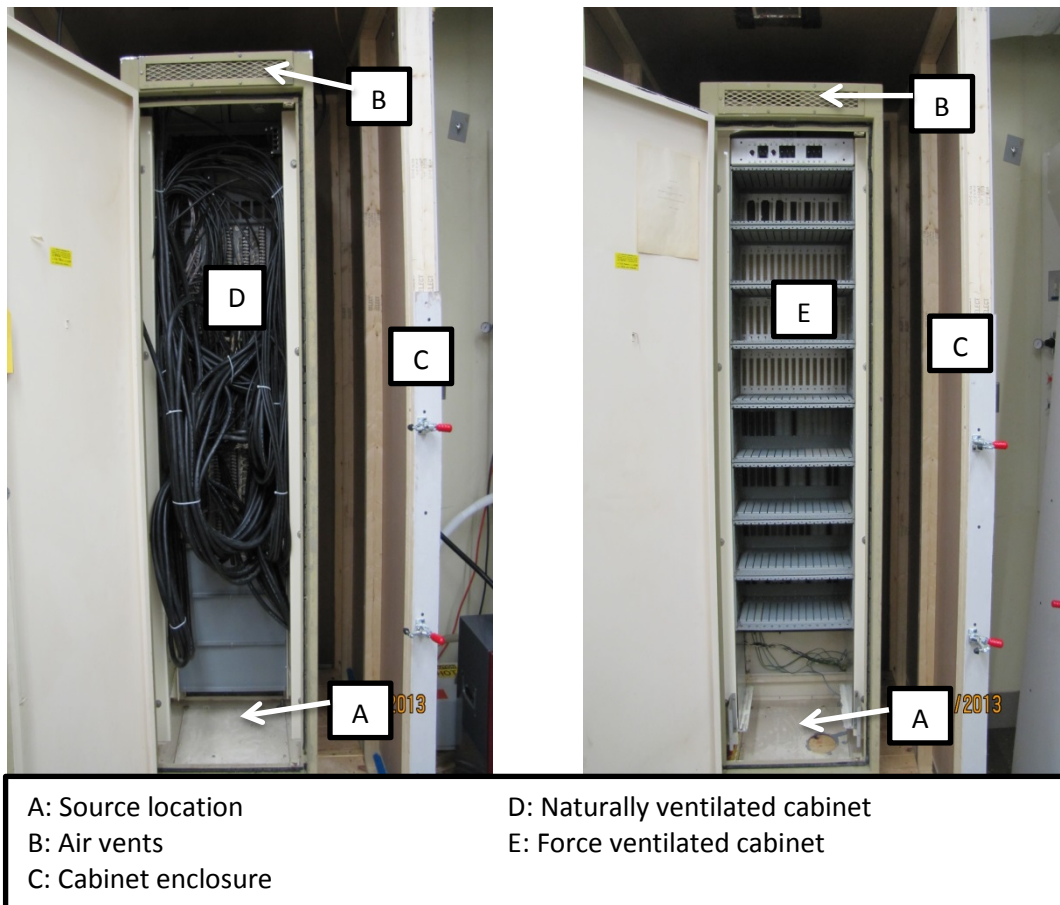 B
D
C
A
2013
B
E
C
A
/2013
A: Source location
B: Air vents
C: Cabinet enclosure
D: Naturally ventilated cabinet
E: Force ventilated cabinet